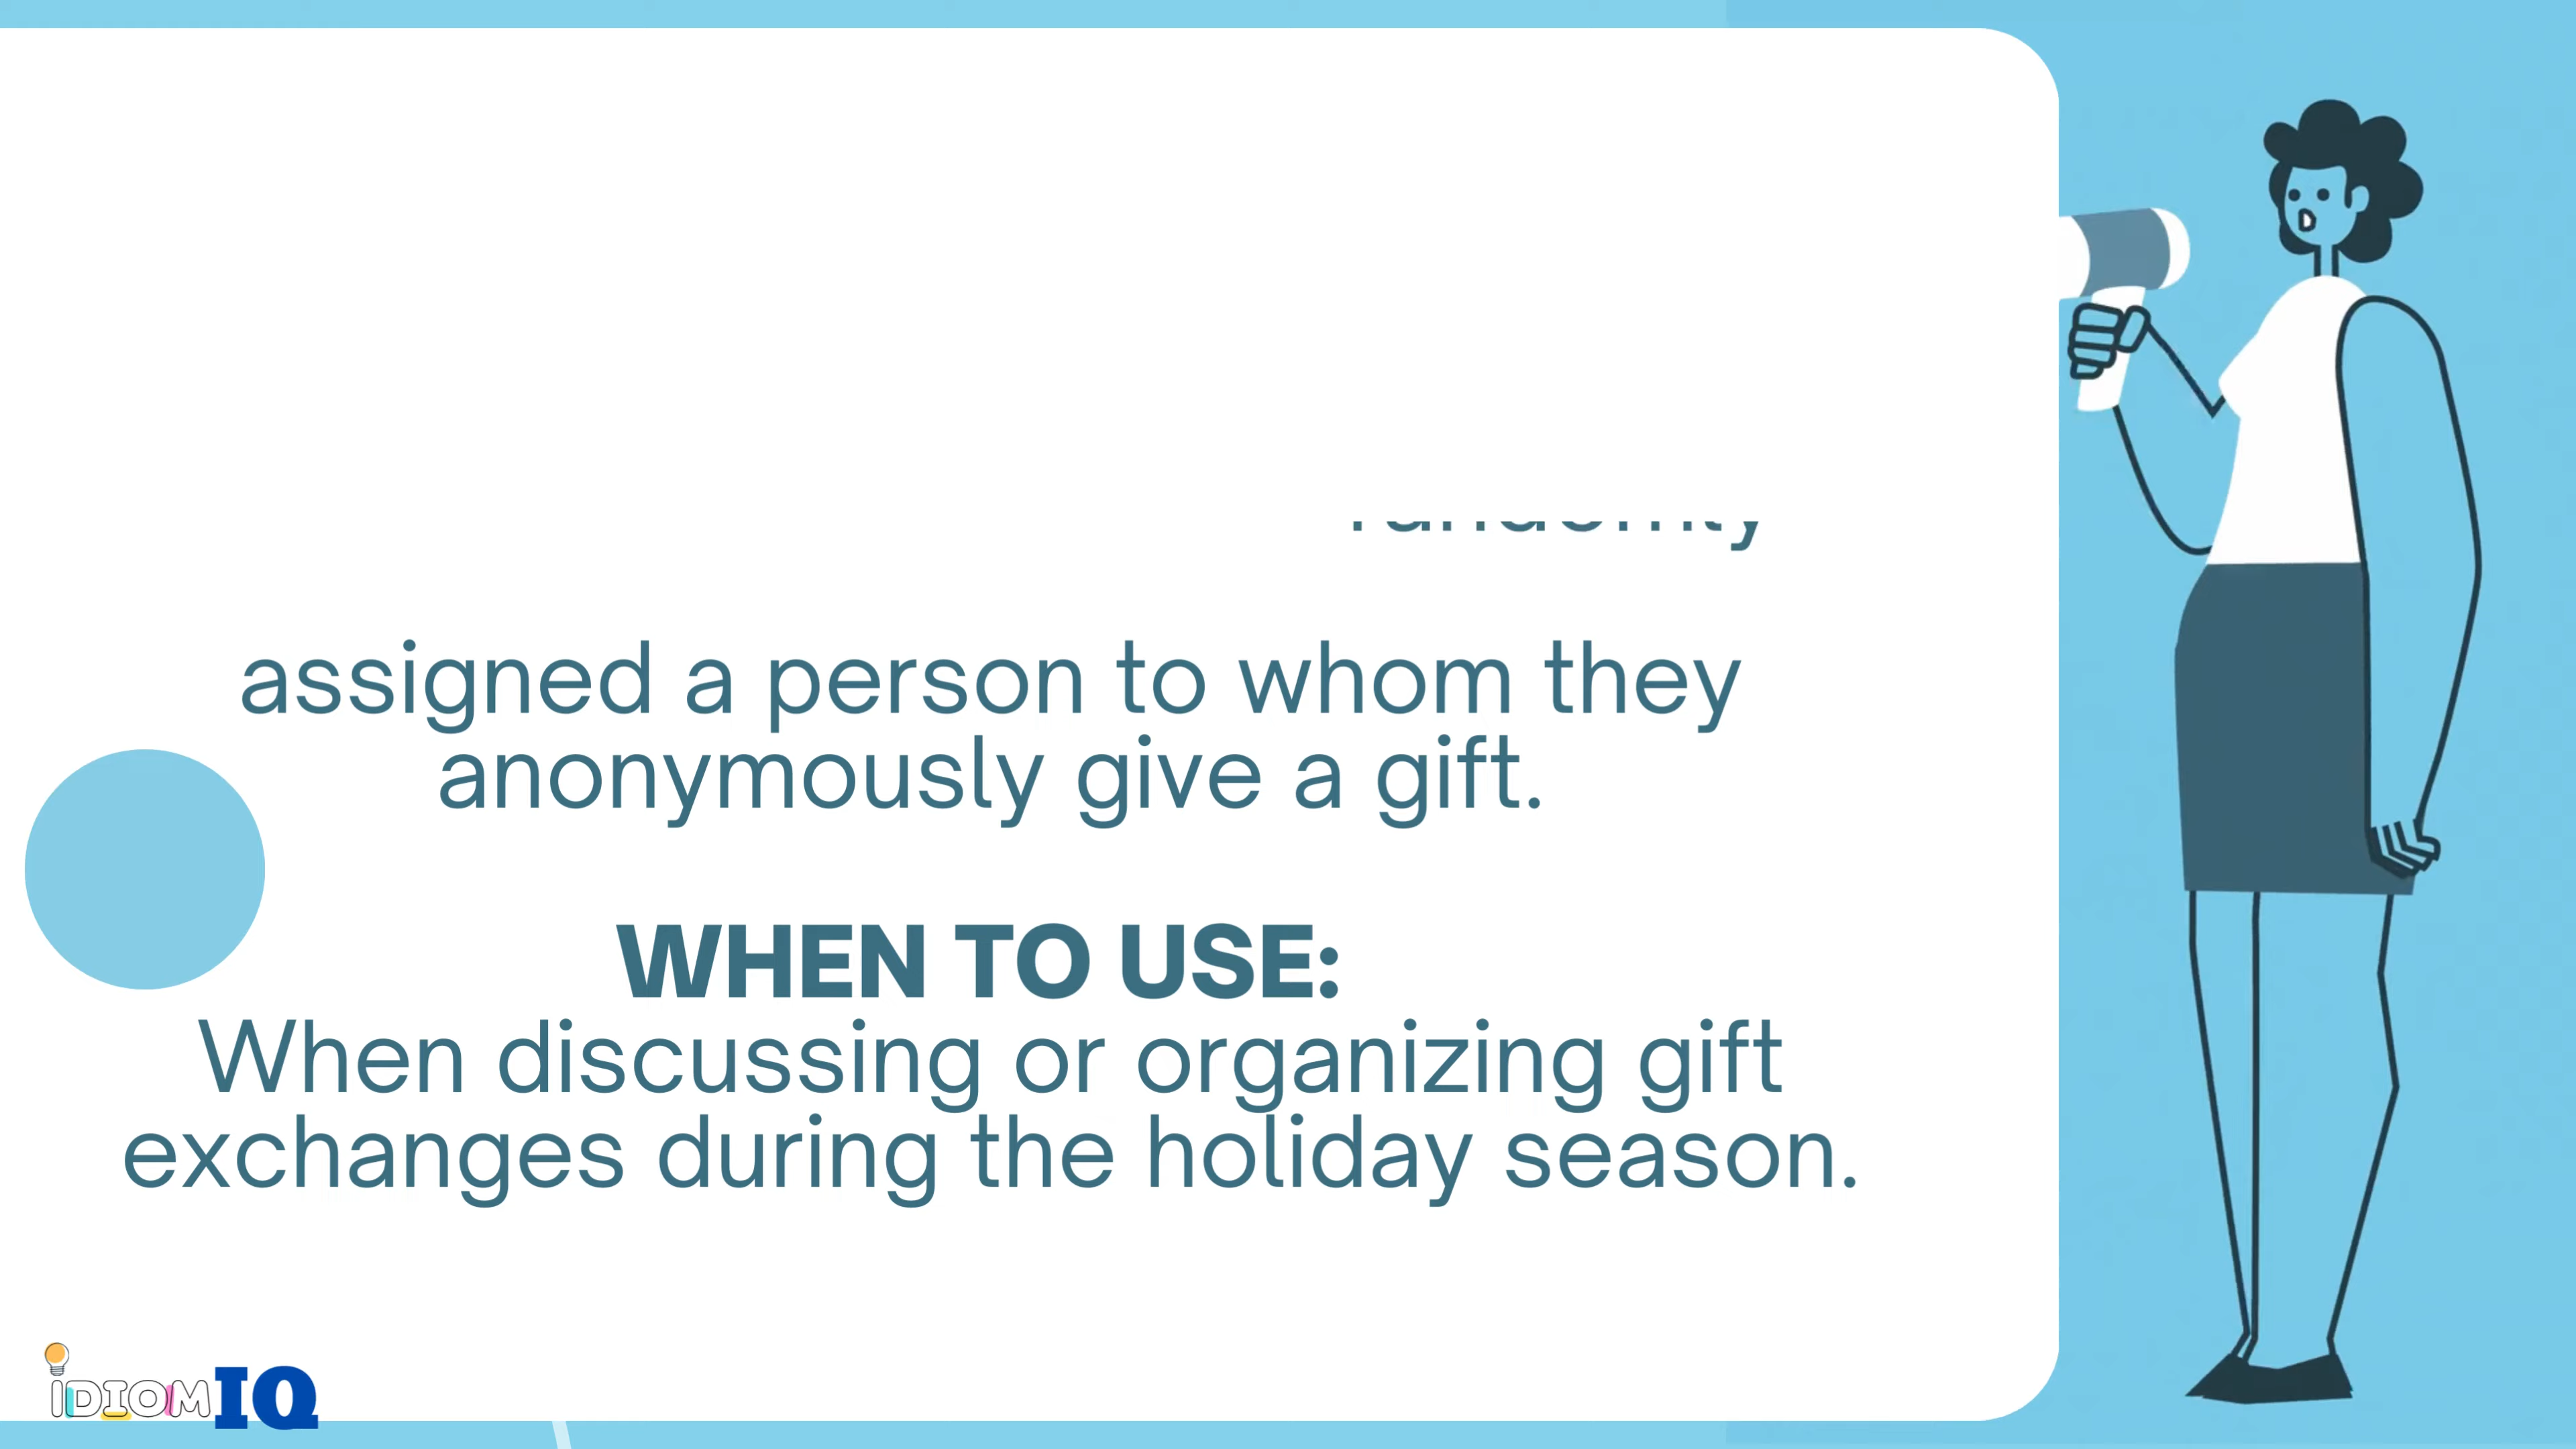 randomly
assigned a person to whom they
anonymously give a gift.
WHEN TO USE:
When discussing or organizing gift
exchanges during the holiday season.
IDIOM IQ